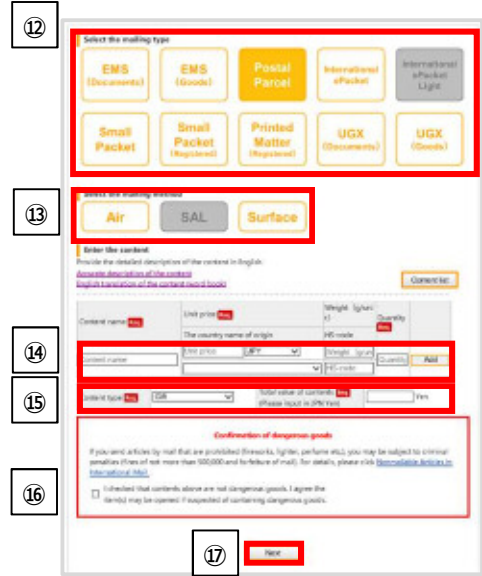 ⑫
Select the mailing type
EMS (Documents)
EMS (Goods)
Postal Parcel
International ePacket
International ePacket Light
Small Packet
Small Packet (Registered)
Printed Matter (Registered)
UGX (Documents)
UGX (Goods)
⑬
Select the mailing method
Air
SAL
Surface
Enter the content
Provide the detailed description of the content in English.
Accurate description of the content
English translation of the content (word book)
Content list
Content name Req.
Unit price Req.
Weight (g/unit)
Quantity Req.
The country name of origin
HS code
⑭
Content name
Unit price
JPY
Weight (g/un
Quantity
Add
HS code
⑮
Content type Req.
Gift
Total value of contents Req.
(Please input in JPN Yen)
Yen
Confirmation of dangerous goods
If you send articles by mail that are prohibited (fireworks, lighter, perfume etc.), you may be subject to criminal
penalties (fines of not more than 500,000 and forfeiture of mail). For details, please click Nonmailable Articles in
International Mail.
⑯
I checked that contents above are not dangerous goods. I agree the
item(s) may be opened if suspected of containing dangerous goods.
⑰
Next